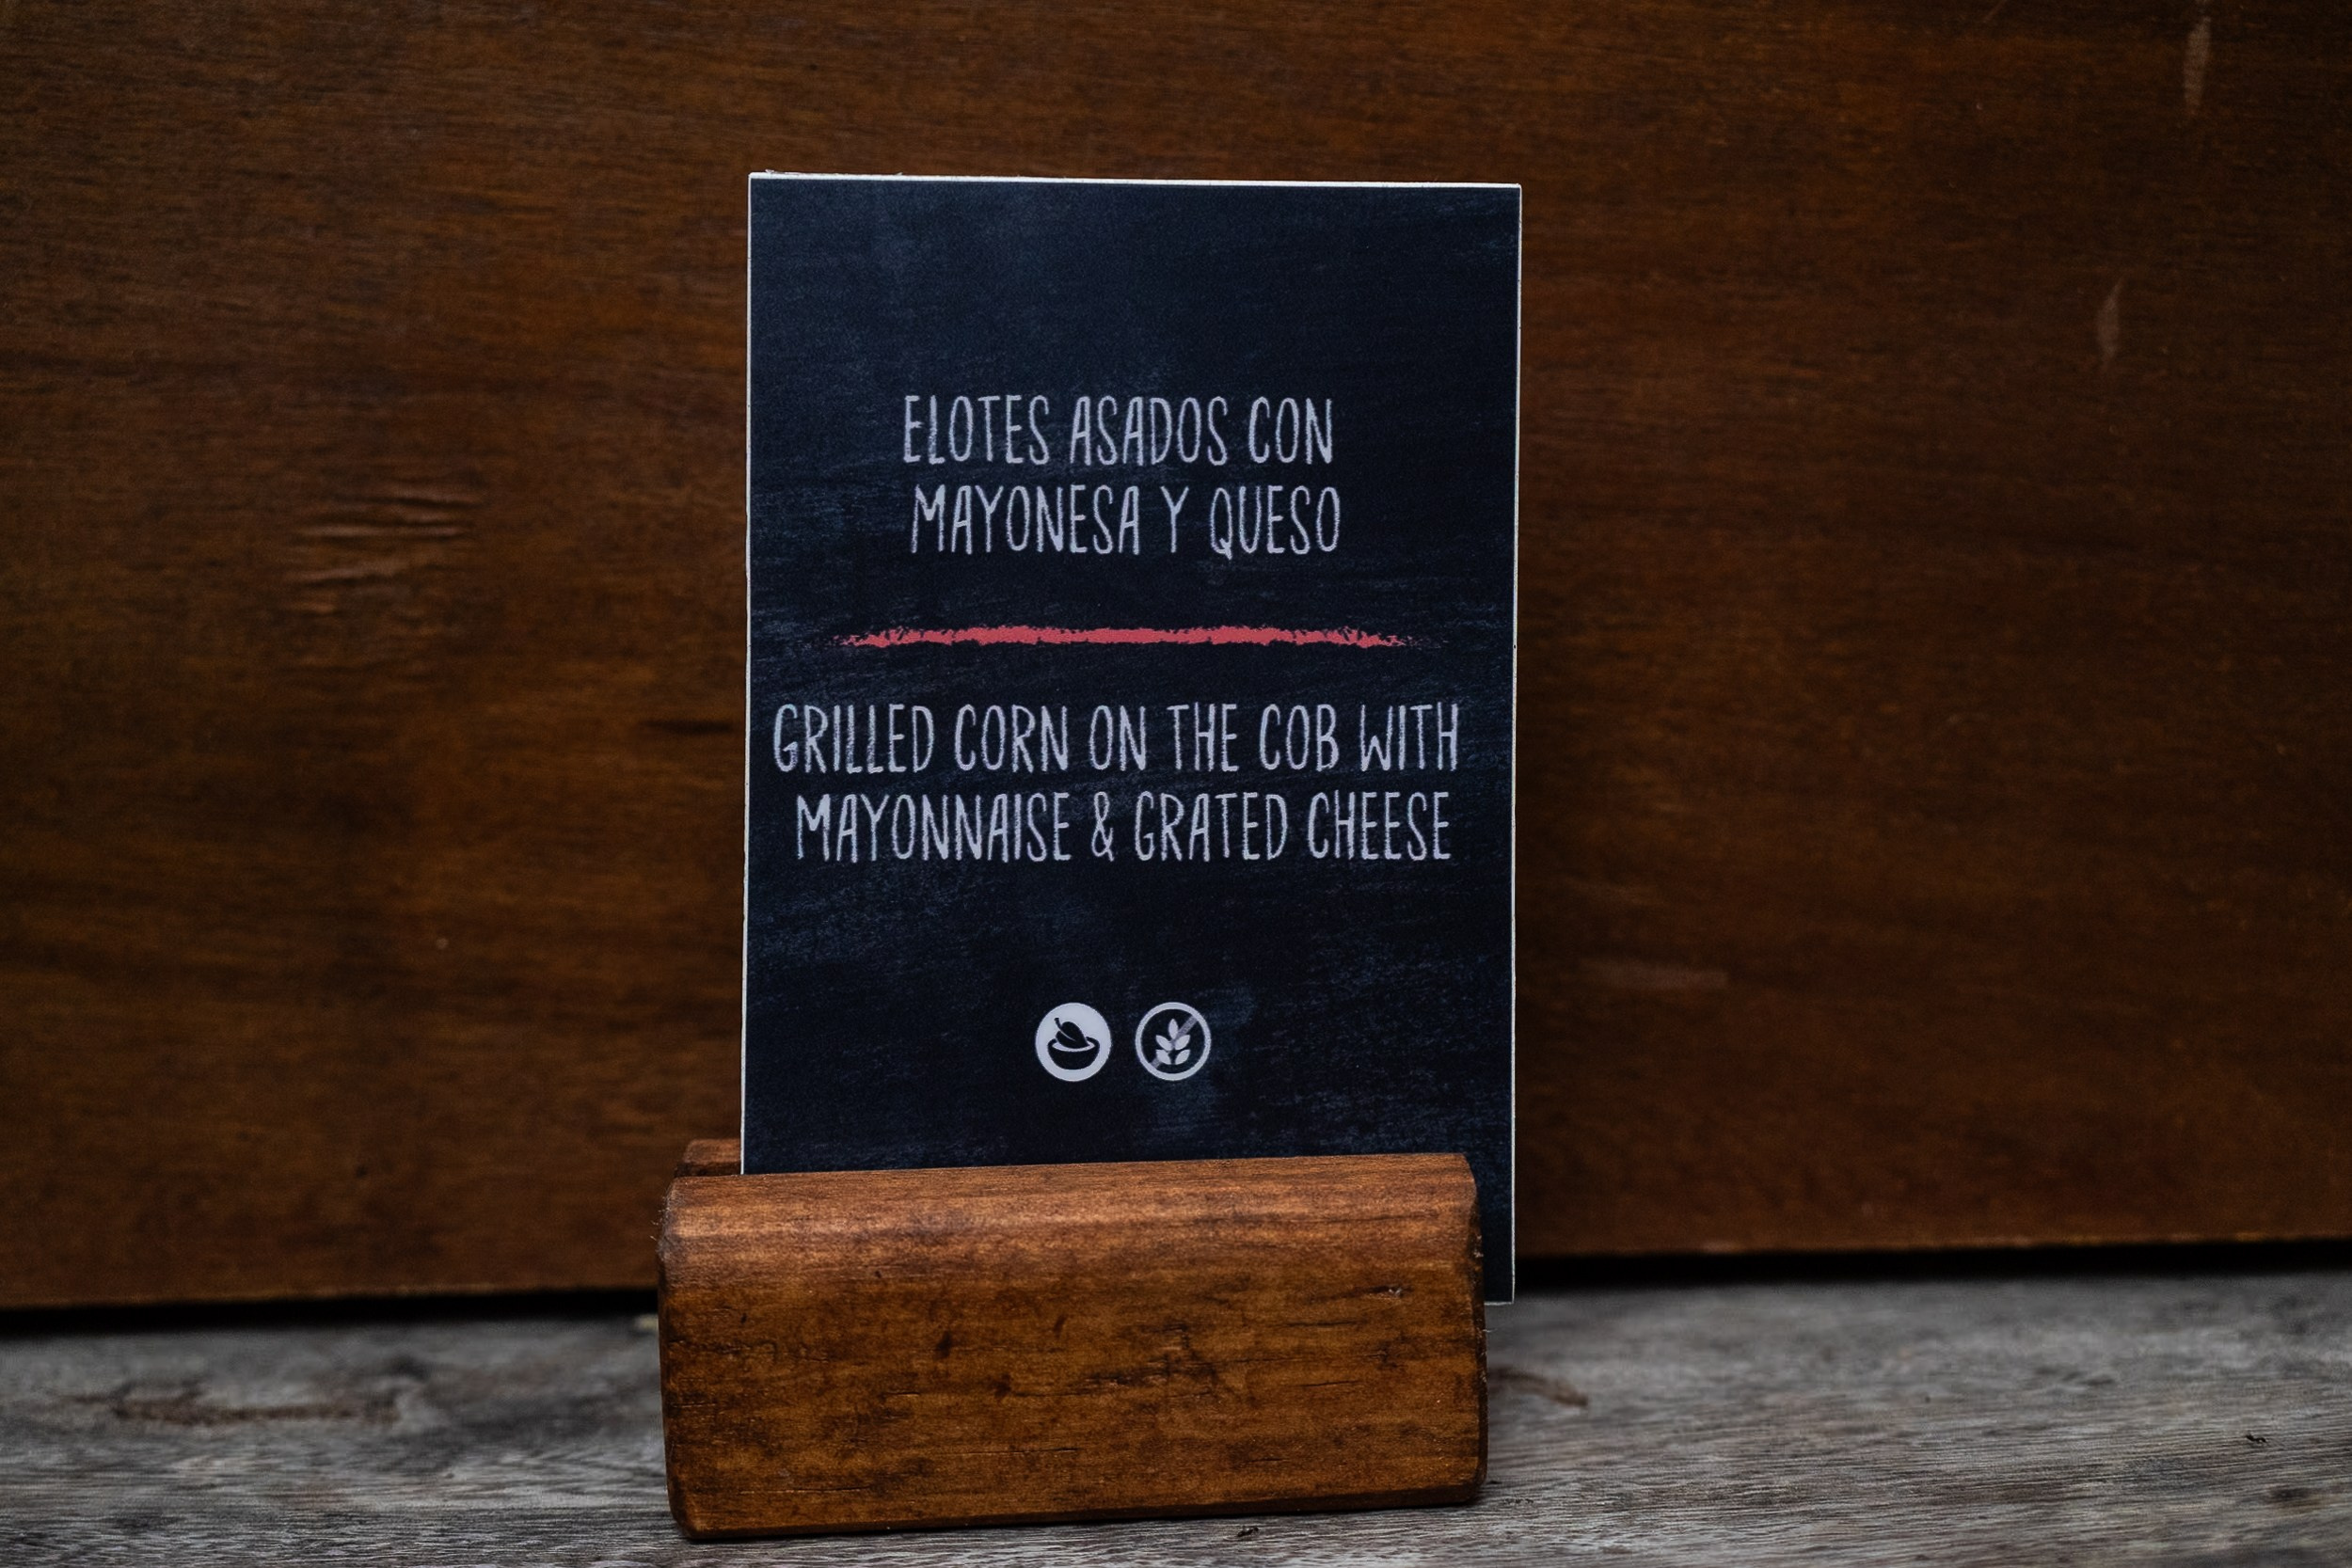 ELOTES ASADOS CON
MAYONESA Y QUESO
GRILLED CORN ON THE COB WITH
MAYONNAISE & GRATED CHEESE